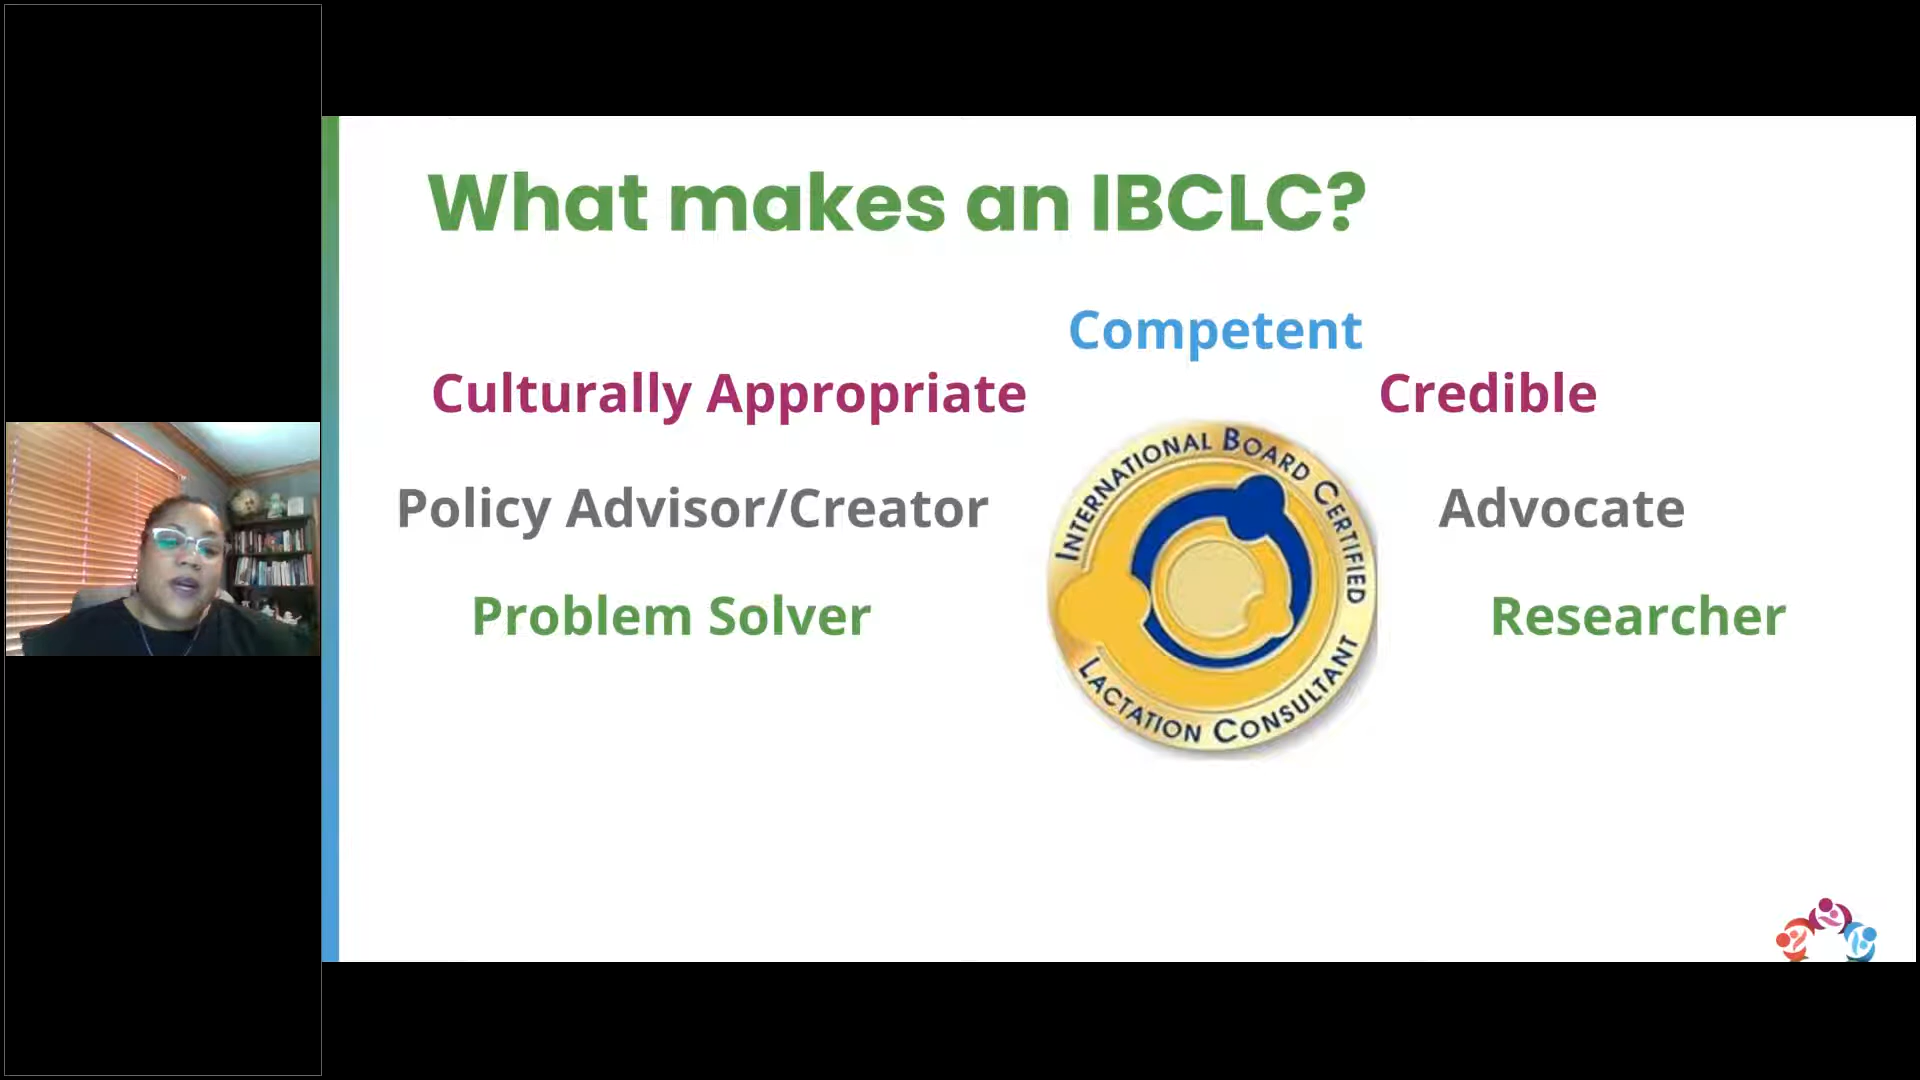 What makes an IBCLC?
Competent
Culturally Appropriate
Credible
Policy Advisor/Creator
Advocate
Problem Solver
Researcher
INTERNATIONAL BOARD CERTIFIED
LACTATION CONSULTANT